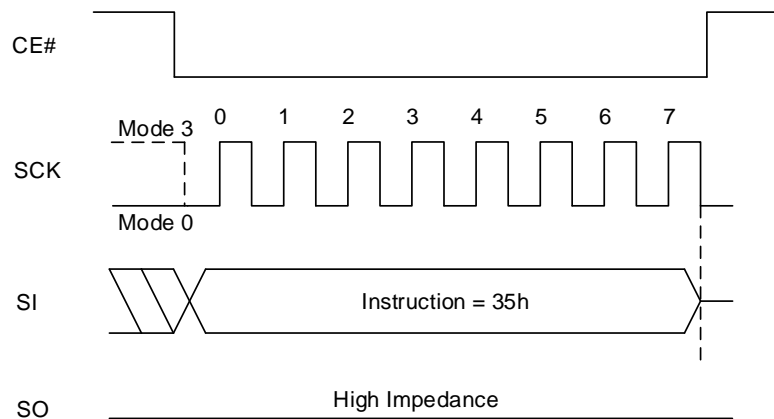 CE#
Mode 3
0 1 2 3 4 5 6 7
SCK
Mode 0
SI
Instruction = 35h
SO
High Impedance